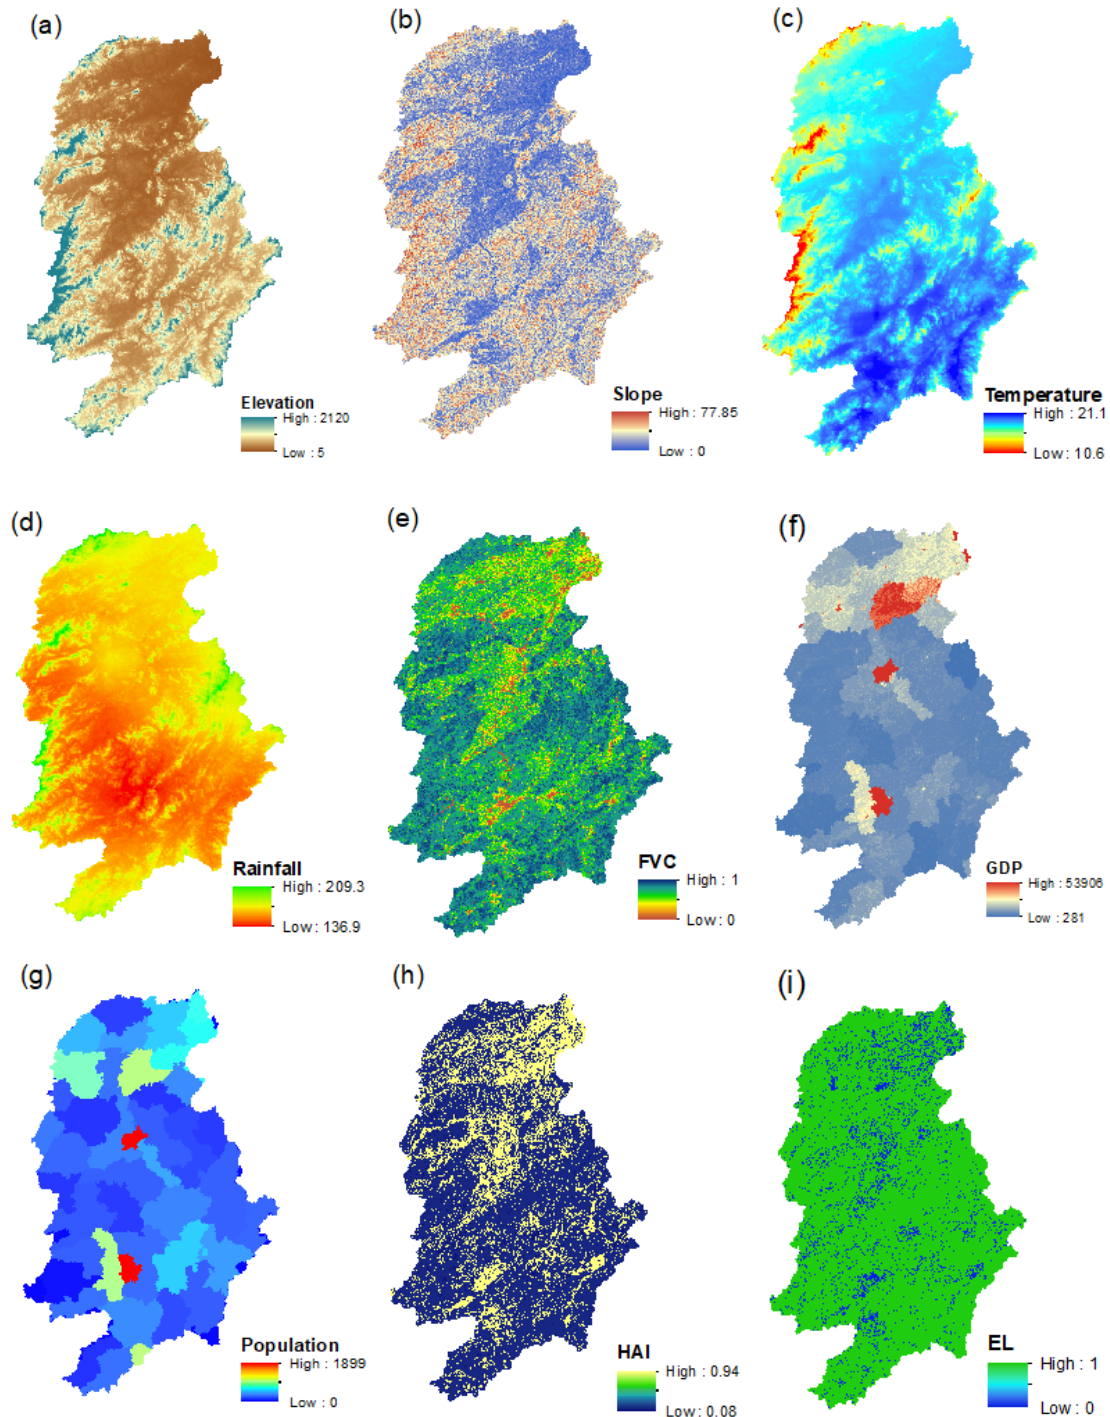 (a)
(b)
(c)
Elevation
High : 2120
Low : 5
Slope
High : 77.85
Low : 0
Temperature
High : 21.1
Low : 10.6
(d)
(e)
(f)
Rainfall
High : 209.3
Low : 136.9
FVC
High : 1
Low : 0
GDP
High : 53906
Low : 281
(g)
(h)
(i)
Population
High : 1899
Low : 0
HAI
High : 0.94
Low : 0.08
EL
High : 1
Low : 0